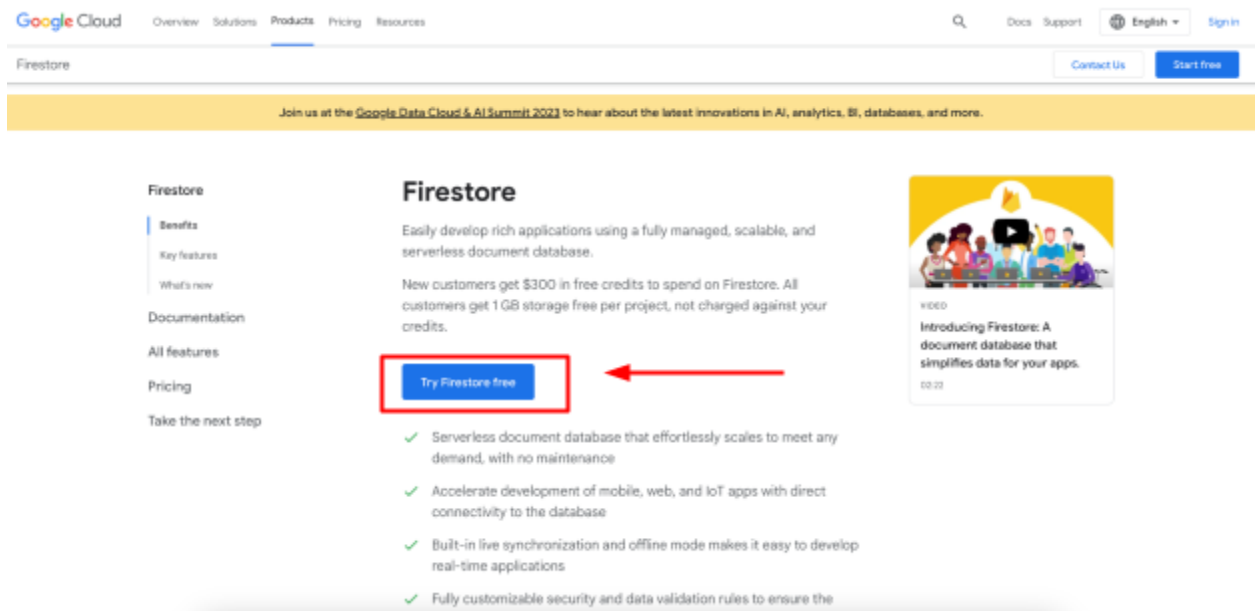 Google Cloud Overview Solutions Products Pricing Resources Docs Support English Sign in
Firestore Contact Us Start free
Join us at the Google Data Cloud & AI Summit 2023 to hear about the latest innovations in AI, analytics, BI, databases, and more.
Firestore
Benefits
Key features
What's new
Documentation
All features
Pricing
Take the next step
Firestore
Easily develop rich applications using a fully managed, scalable, and
serverless document database.
New customers get $300 in free credits to spend on Firestore. All
customers get 1 GB storage free per project, not charged against your
credits.
Try Firestore free
Serverless document database that effortlessly scales to meet any
demand, with no maintenance
Accelerate development of mobile, web, and IoT apps with direct
connectivity to the database
Built-in live synchronization and offline mode makes it easy to develop
real-time applications
Fully customizable security and data validation rules to ensure the
VIDEO
Introducing Firestore: A
document database that
simplifies data for your apps.
02:22